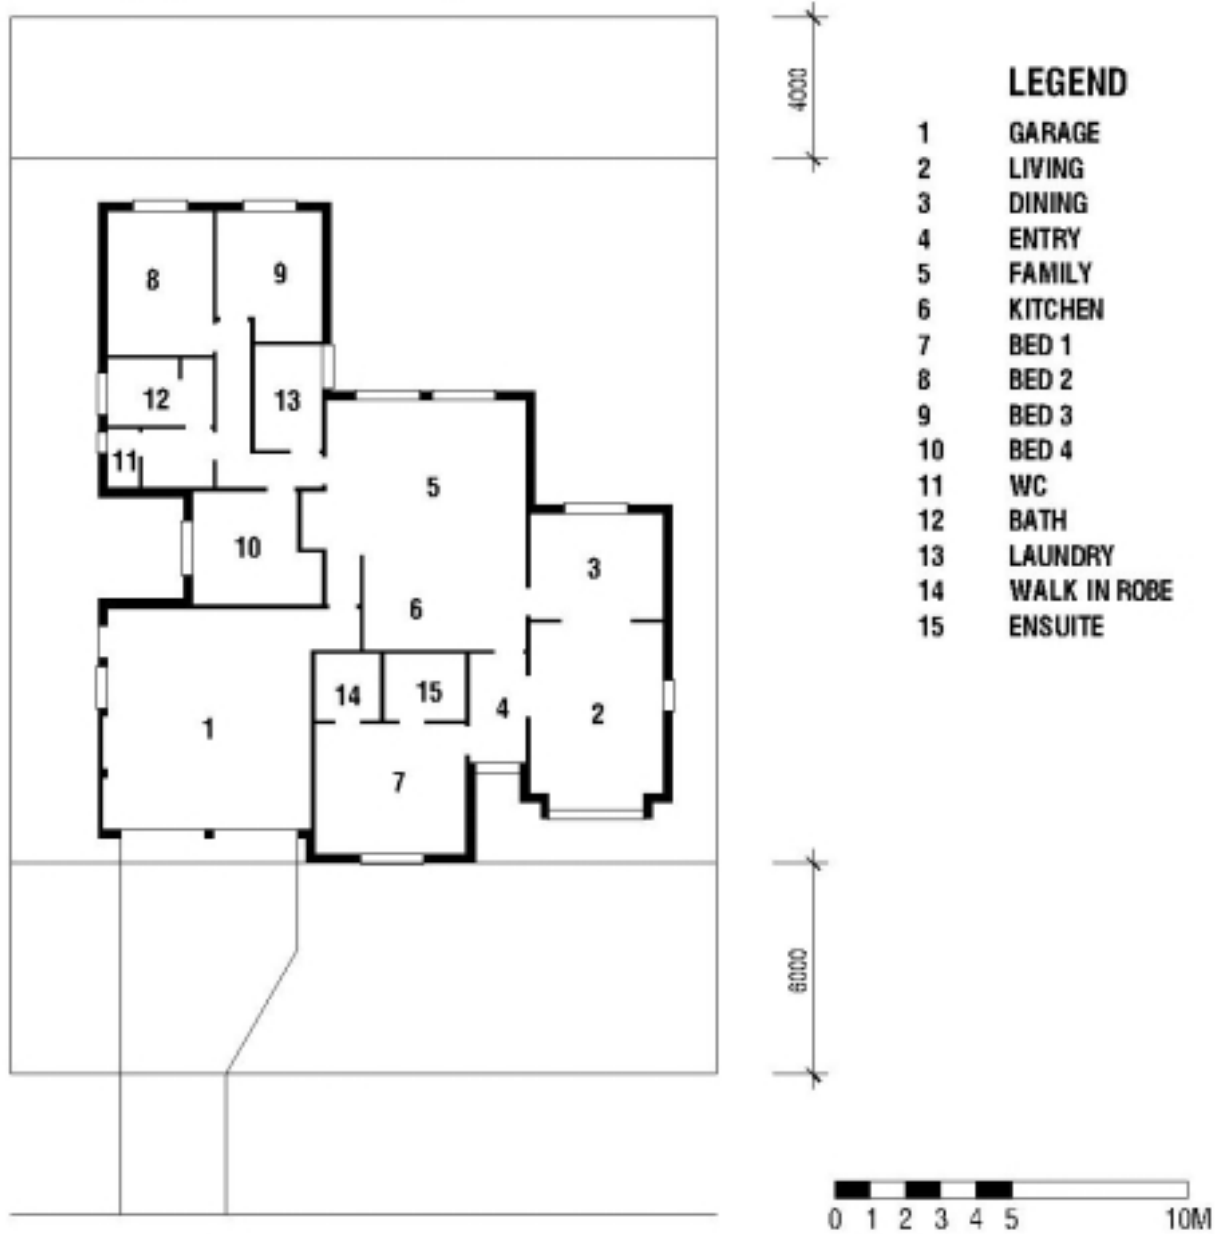 4000
LEGEND
1 GARAGE
2 LIVING
3 DINING
4 ENTRY
5 FAMILY
6 KITCHEN
7 BED 1
8 BED 2
9 BED 3
10 BED 4
11 WC
12 BATH
13 LAUNDRY
14 WALK IN ROBE
15 ENSUITE
8
9
12
13
11
5
10
3
6
14
15
4
2
1
7
6000
0 1 2 3 4 5 10M